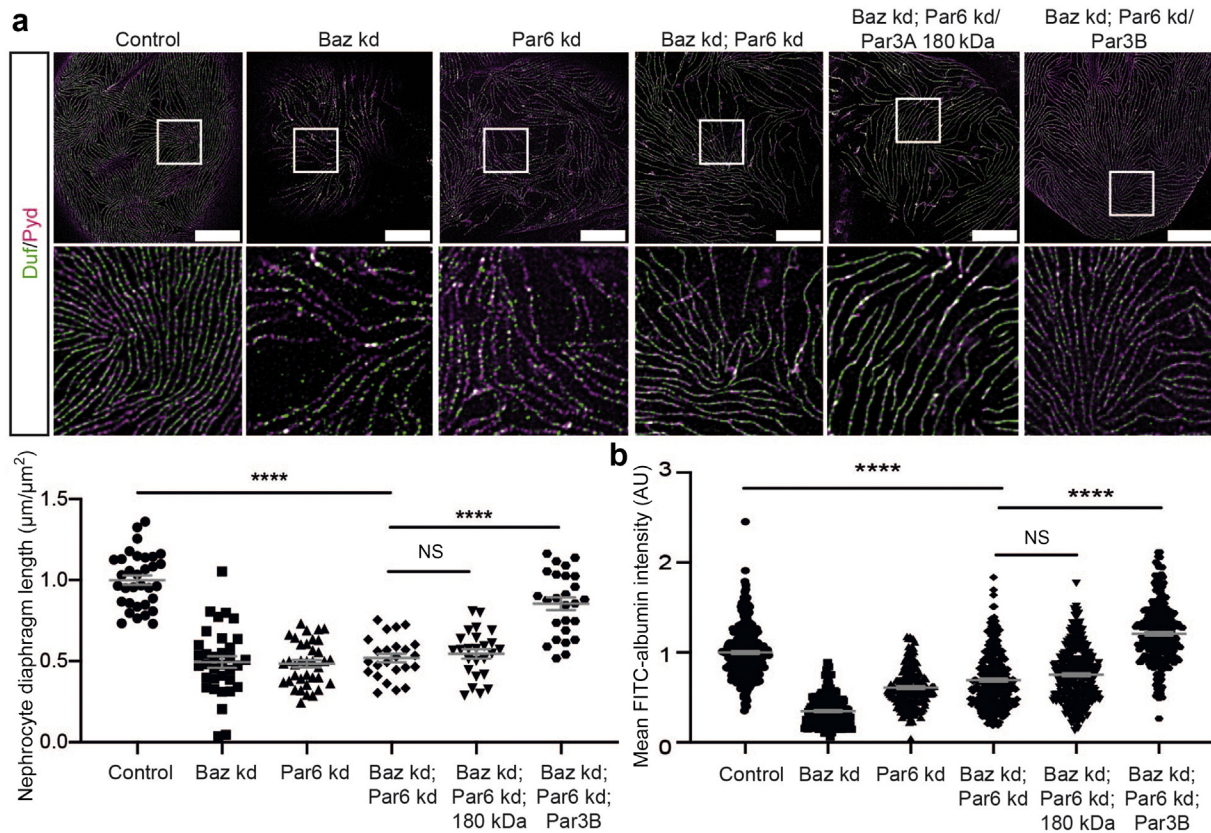 a
Control
Baz kd
Par6 kd
Baz kd; Par6 kd
Baz kd; Par6 kd/
Par3A 180 kDa
Baz kd; Par6 kd/
Par3B
Duf/Pyd
Nephrocyte diaphragm length (µm/µm²)
1.5
1.0
0.5
0.0
****
****
NS
Control
Baz kd
Par6 kd
Baz kd;
Par6 kd
Baz kd;
Par6 kd;
180 kDa
Baz kd;
Par6 kd;
Par3B
b
Mean FITC-albumin intensity (AU)
3
2
1
0
****
****
NS
Control
Baz kd
Par6 kd
Baz kd;
Par6 kd
Baz kd;
Par6 kd;
180 kDa
Baz kd;
Par6 kd;
Par3B